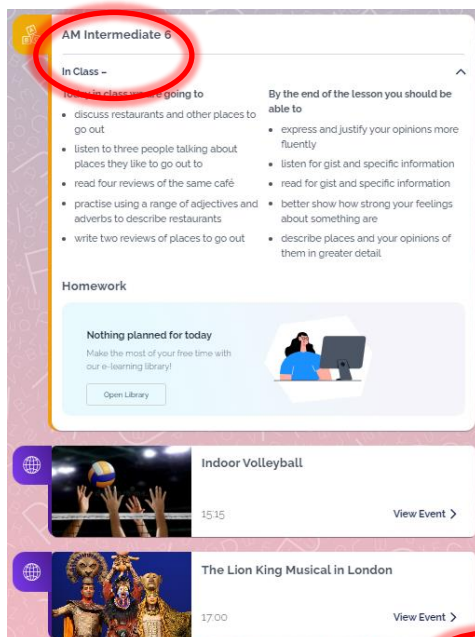 AM Intermediate 6
In Class –
Today in class we are going to
discuss restaurants and other places to
go out
listen to three people talking about
places they like to go out to
read four reviews of the same café
practise using a range of adjectives and
adverbs to describe restaurants
write two reviews of places to go out
By the end of the lesson you should be
able to
express and justify your opinions more
fluently
listen for gist and specific information
read for gist and specific information
better show how strong your feelings
about something are
describe places and your opinions of
them in greater detail
Homework
Nothing planned for today
Make the most of your free time with
our e-learning library!
Open Library
Indoor Volleyball
15:15
View Event
The Lion King Musical in London
17:00
View Event